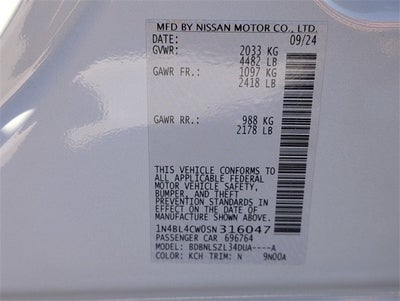 MFD BY NISSAN MOTOR CO., LTD.
DATE: 09/24
GVWR: 2033 KG
4482 LB
GAWR FR.: 1097 KG
2418 LB
GAWR RR.: 988 KG
2178 LB
THIS VEHICLE CONFORMS TO
ALL APPLICABLE FEDERAL
MOTOR VEHICLE SAFETY,
BUMPER, AND THEFT
PREVENTION STANDARDS IN
EFFECT ON THE DATE OF
MANUFACTURE SHOWN ABOVE.
1N4BL4CW0SN316047
PASSENGER CAR 696764
MODEL: BDBNLSZL34DUA----A
COLOR: KCH TRIM: N 9N00A